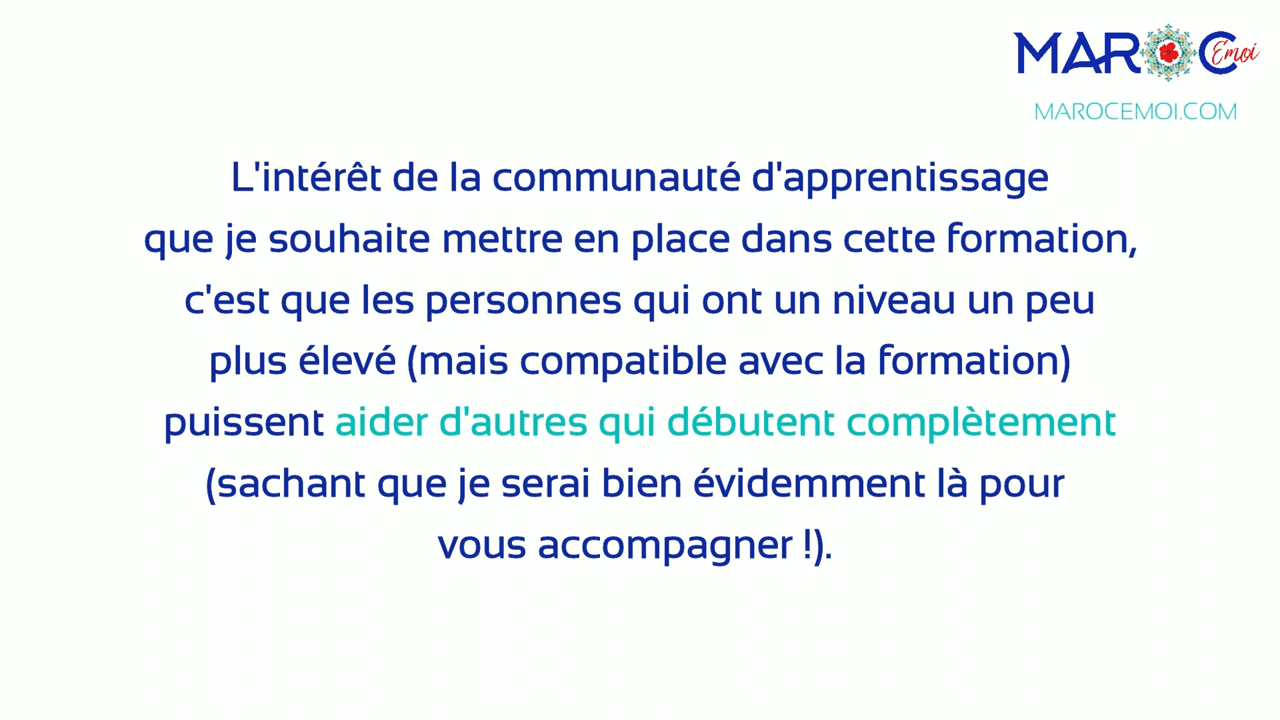 MAROC Emoi
MAROCEMOI.COM
L'intérêt de la communauté d'apprentissage
que je souhaite mettre en place dans cette formation,
c'est que les personnes qui ont un niveau un peu
plus élevé (mais compatible avec la formation)
puissent aider d'autres qui débutent complètement
(sachant que je serai bien évidemment là pour
vous accompagner !).